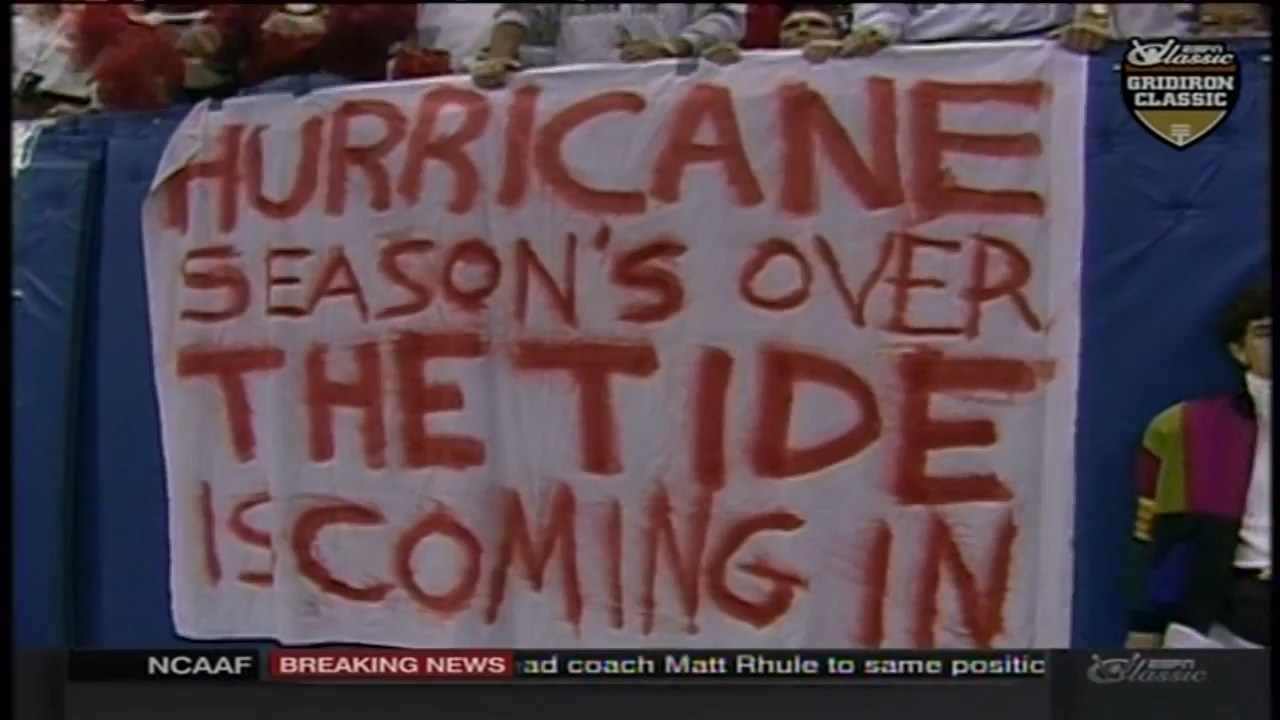 HURRICANE
SEASON'S OVER
THE TIDE
IS COMING IN
ESPN
Classic
GRIDIRON
CLASSIC
NCAAF BREAKING NEWS ad coach Matt Rhule to same positic
ESPN
Classic